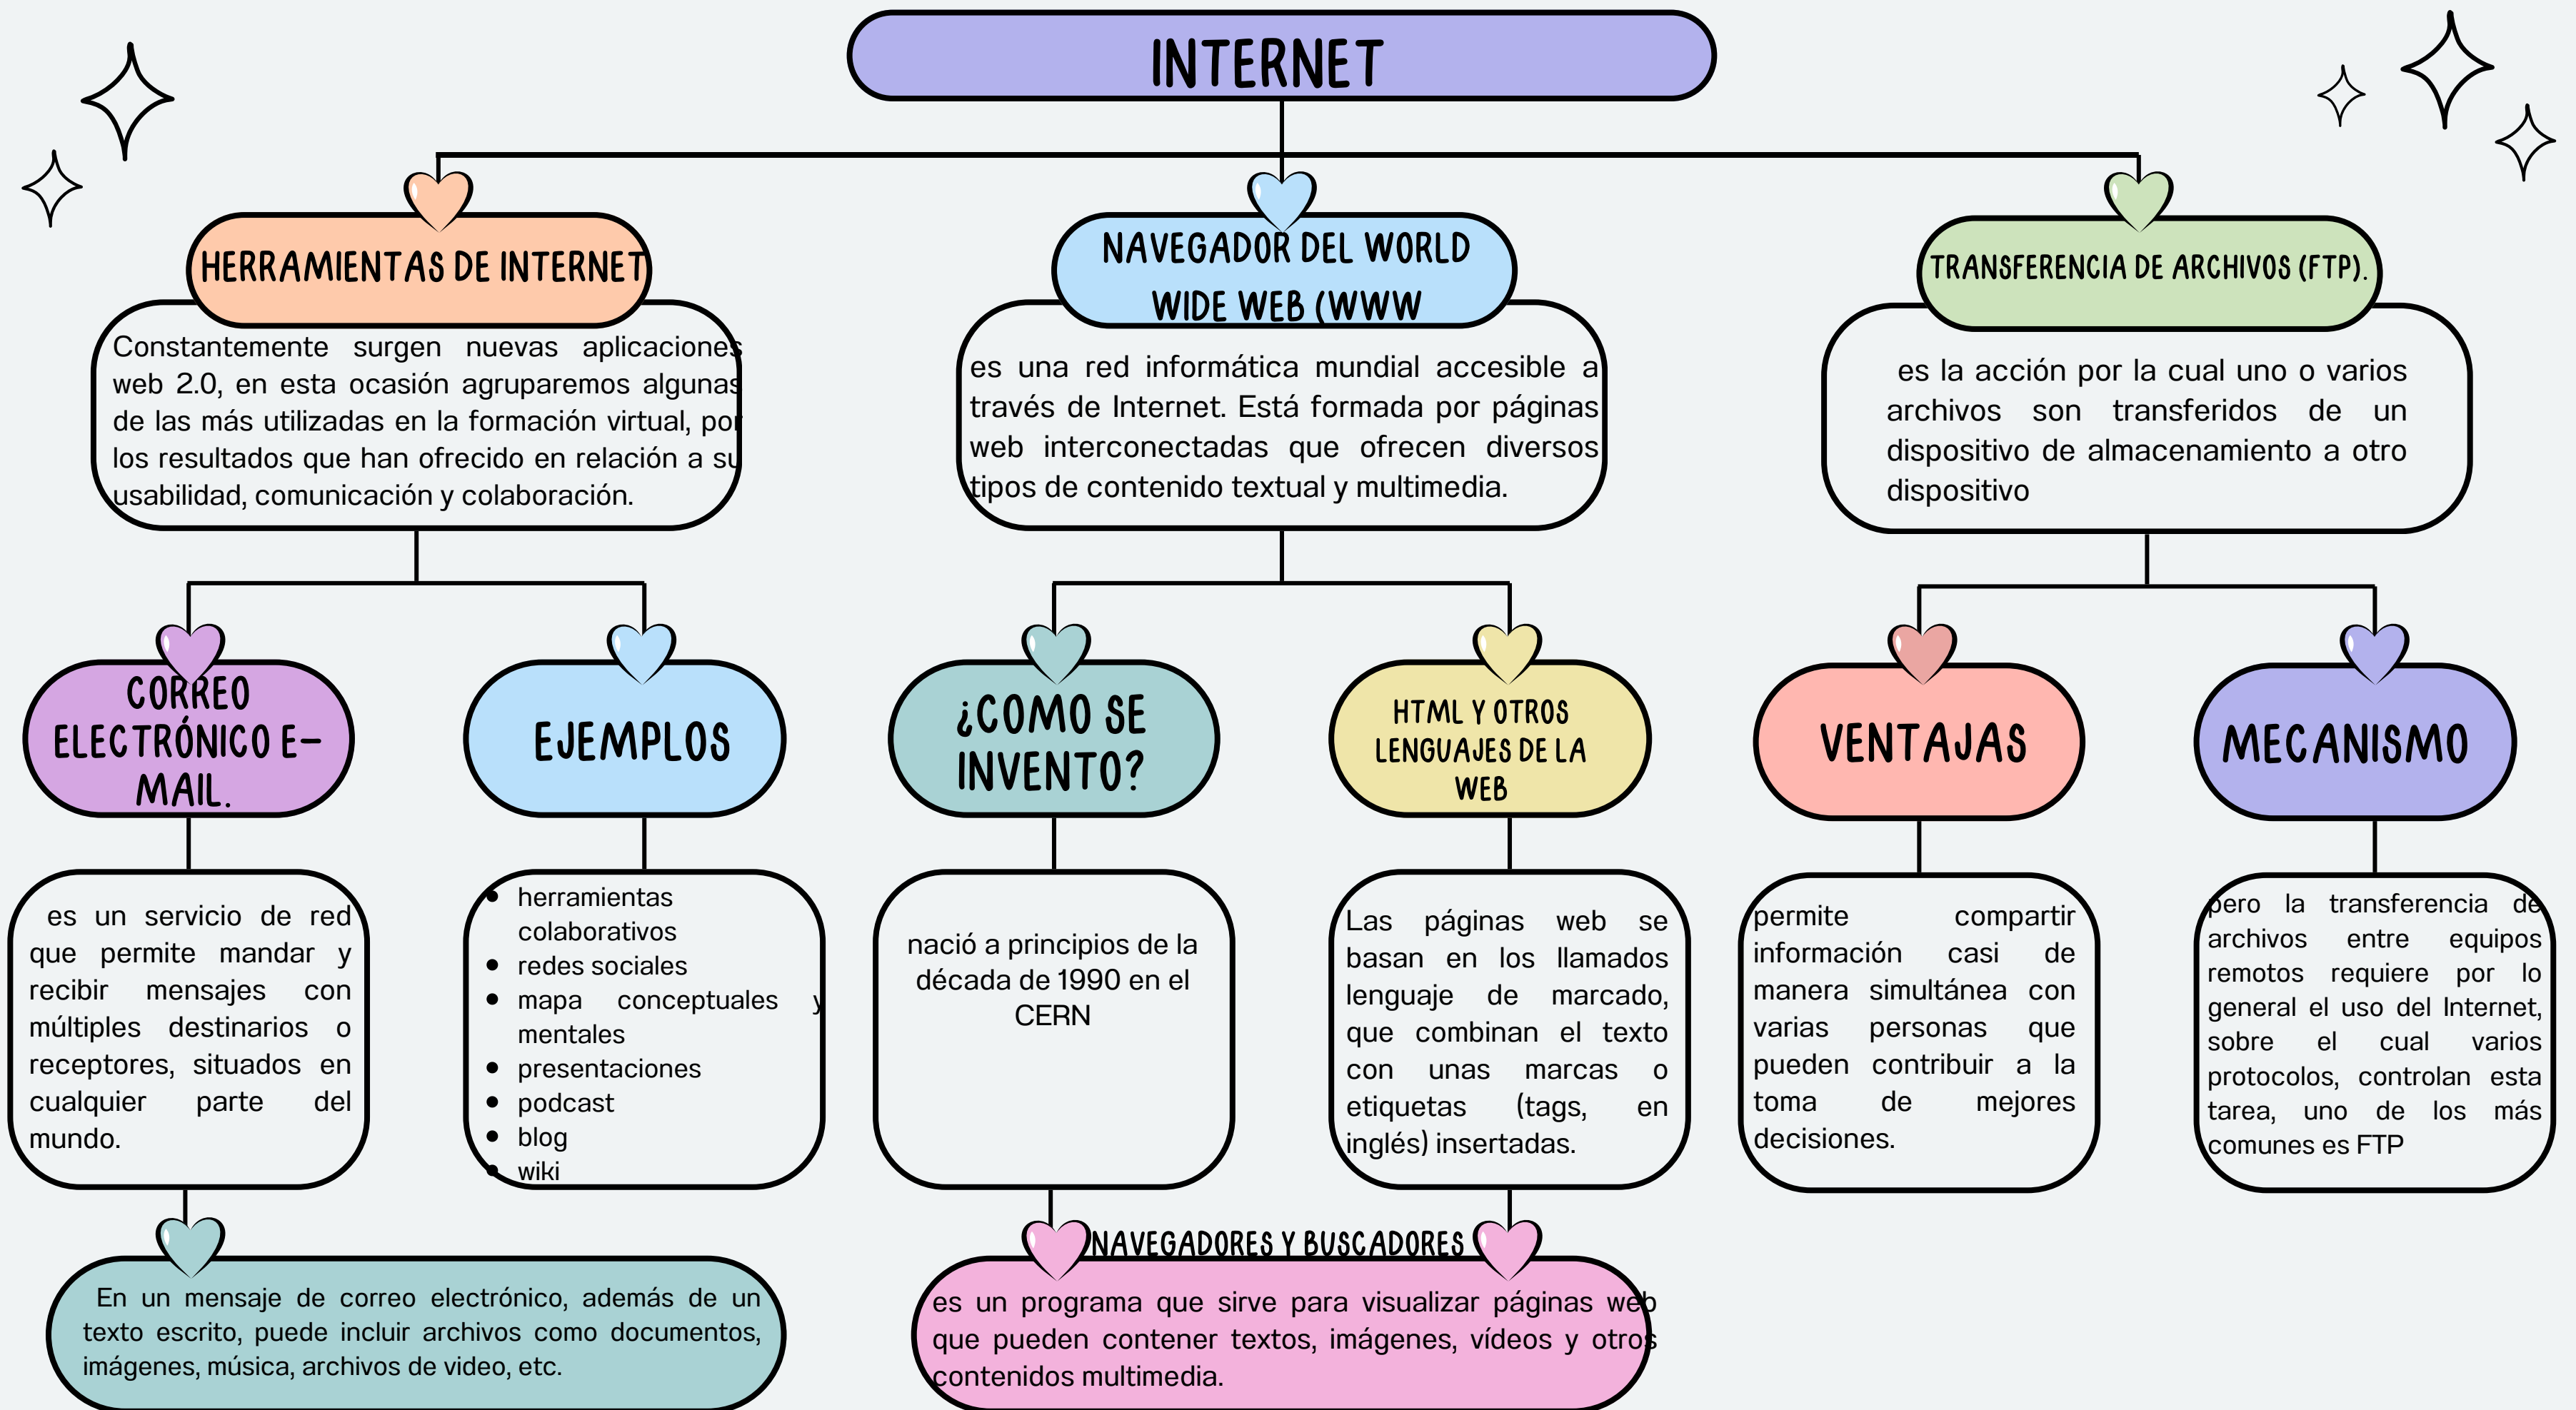 INTERNET
HERRAMIENTAS DE INTERNET
Constantemente surgen nuevas aplicaciones
web 2.0, en esta ocasión agruparemos algunas
de las más utilizadas en la formación virtual, por
los resultados que han ofrecido en relación a su
usabilidad, comunicación y colaboración.
NAVEGADOR DEL WORLD
WIDE WEB (WWW
es una red informática mundial accesible a
través de Internet. Está formada por páginas
web interconectadas que ofrecen diversos
tipos de contenido textual y multimedia.
TRANSFERENCIA DE ARCHIVOS (FTP).
es la acción por la cual uno o varios
archivos son transferidos de un
dispositivo de almacenamiento a otro
dispositivo
CORREO
ELECTRÓNICO E-
MAIL.
es un servicio de red
que permite mandar y
recibir mensajes con
múltiples destinarios o
receptores, situados en
cualquier parte del
mundo.
EJEMPLOS
• herramientas
colaborativos
• redes sociales
• mapa conceptuales y
mentales
• presentaciones
• podcast
• blog
• wiki
¿COMO SE
INVENTO?
nació a principios de la
década de 1990 en el
CERN
HTML Y OTROS
LENGUAJES DE LA
WEB
Las páginas web se
basan en los llamados
lenguaje de marcado,
que combinan el texto
con unas marcas o
etiquetas (tags, en
inglés) insertadas.
VENTAJAS
permite compartir
información casi de
manera simultánea con
varias personas que
pueden contribuir a la
toma de mejores
decisiones.
MECANISMO
pero la transferencia de
archivos entre equipos
remotos requiere por lo
general el uso del Internet,
sobre el cual varios
protocolos, controlan esta
tarea, uno de los más
comunes es FTP
En un mensaje de correo electrónico, además de un
texto escrito, puede incluir archivos como documentos,
imágenes, música, archivos de video, etc.
NAVEGADORES Y BUSCADORES
es un programa que sirve para visualizar páginas web
que pueden contener textos, imágenes, vídeos y otros
contenidos multimedia.